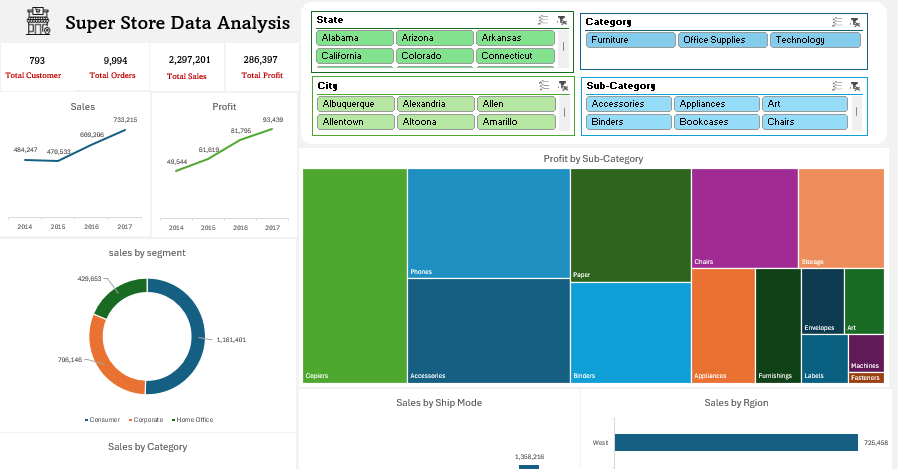 Super Store Data Analysis
793
Total Customer
9,994
Total Orders
2,297,201
Total Sales
286,397
Total Profit
State
Alabama Arizona Arkansas
California Colorado Connecticut
Category
Furniture Office Supplies Technology
City
Albuquerque Alexandria Allen
Allentown Altoona Amarillo
Sub-Category
Accessories Appliances Art
Binders Bookcases Chairs
Sales
484,247 470,533 609,206 733,215
2014 2015 2016 2017
Profit
49,544 61,619 81,795 93,439
2014 2015 2016 2017
sales by segment
429,653
1,161,401
706,146
Consumer Corporate Home Office
Sales by Category
Profit by Sub-Category
Copiers
Phones
Accessories
Paper
Binders
Chairs
Storage
Appliances
Furnishings
Envelopes
Art
Labels
Machines
Fasteners
Sales by Ship Mode
1,358,216
Sales by Rgion
West
725,458